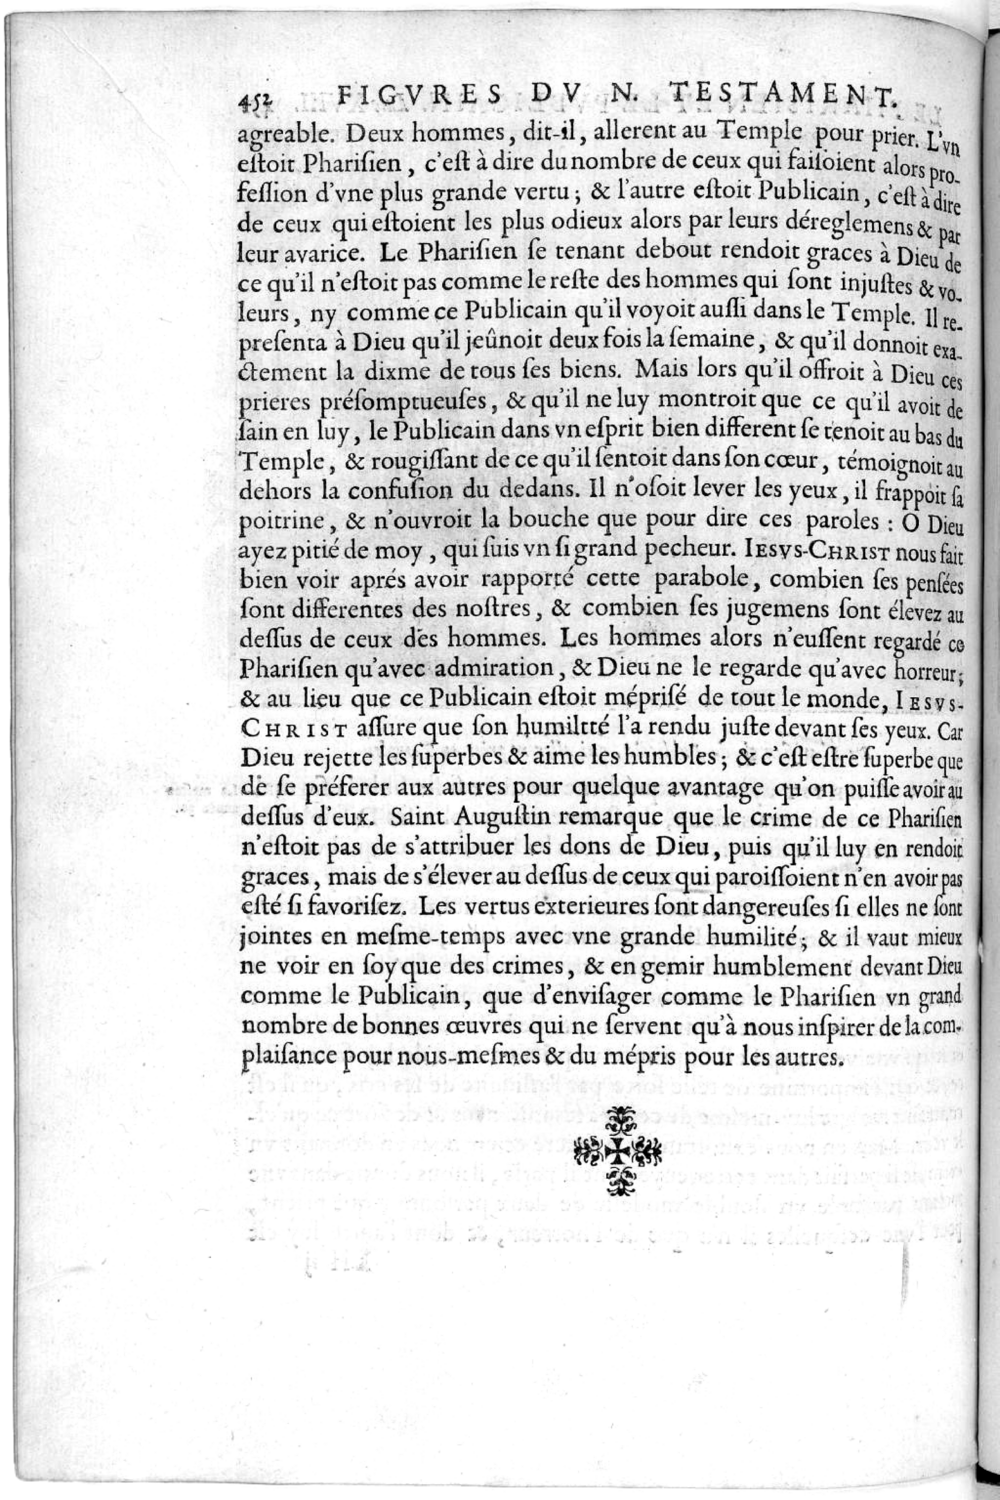 452 FIGVRES DV N. TESTAMENT.
agreable. Deux hommes, dit-il, allerent au Temple pour prier. L'vn
eſtoit Phariſien, c'eſt à dire du nombre de ceux qui faiſoient alors pro-
feſſion d'vne plus grande vertu; & l'autre eſtoit Publicain, c'eſt à dire
de ceux qui eſtoient les plus odieux alors par leurs déreglemens & par
leur avarice. Le Phariſien ſe tenant debout rendoit graces à Dieu de
ce qu'il n'eſtoit pas comme le reſte des hommes qui ſont injuſtes & vo-
leurs, ny comme ce Publicain qu'il voyoit auſſi dans le Temple. Il re-
preſenta à Dieu qu'il jeûnoit deux fois la ſemaine, & qu'il donnoit exa-
ctement la dixme de tous ſes biens. Mais lors qu'il offroit à Dieu ces
prieres préſomptueuſes, & qu'il ne luy montroit que ce qu'il avoit de
ſain en luy, le Publicain dans vn eſprit bien different ſe tenoit au bas du
Temple, & rougiſſant de ce qu'il ſentoit dans ſon cœur, témoignoit au
dehors la confuſion du dedans. Il n'oſoit lever les yeux, il frappoit ſa
poitrine, & n'ouvroit la bouche que pour dire ces paroles : O Dieu
ayez pitié de moy, qui ſuis vn ſi grand pecheur. IESVS-CHRIST nous fait
bien voir aprés avoir rapporté cette parabole, combien ſes penſées
ſont differentes des noſtres, & combien ſes jugemens ſont élevez au
deſſus de ceux des hommes. Les hommes alors n'euſſent regardé ce
Phariſien qu'avec admiration, & Dieu ne le regarde qu'avec horreur;
& au lieu que ce Publicain eſtoit mépriſé de tout le monde, IESVS-
CHRIST aſſure que ſon humiltté l'a rendu juſte devant ſes yeux. Car
Dieu rejette les ſuperbes & aime les humbles; & c'eſt eſtre ſuperbe que
de ſe préferer aux autres pour quelque avantage qu'on puiſſe avoir au
deſſus d'eux. Saint Auguſtin remarque que le crime de ce Phariſien
n'eſtoit pas de s'attribuer les dons de Dieu, puis qu'il luy en rendoit
graces, mais de s'élever au deſſus de ceux qui paroiſſoient n'en avoir pas
eſté ſi favoriſez. Les vertus exterieures ſont dangereuſes ſi elles ne ſont
jointes en meſme-temps avec vne grande humilité; & il vaut mieux
ne voir en ſoy que des crimes, & en gemir humblement devant Dieu
comme le Publicain, que d'enviſager comme le Phariſien vn grand
nombre de bonnes œuvres qui ne ſervent qu'à nous inſpirer de la com-
plaiſance pour nous-meſmes & du mépris pour les autres.